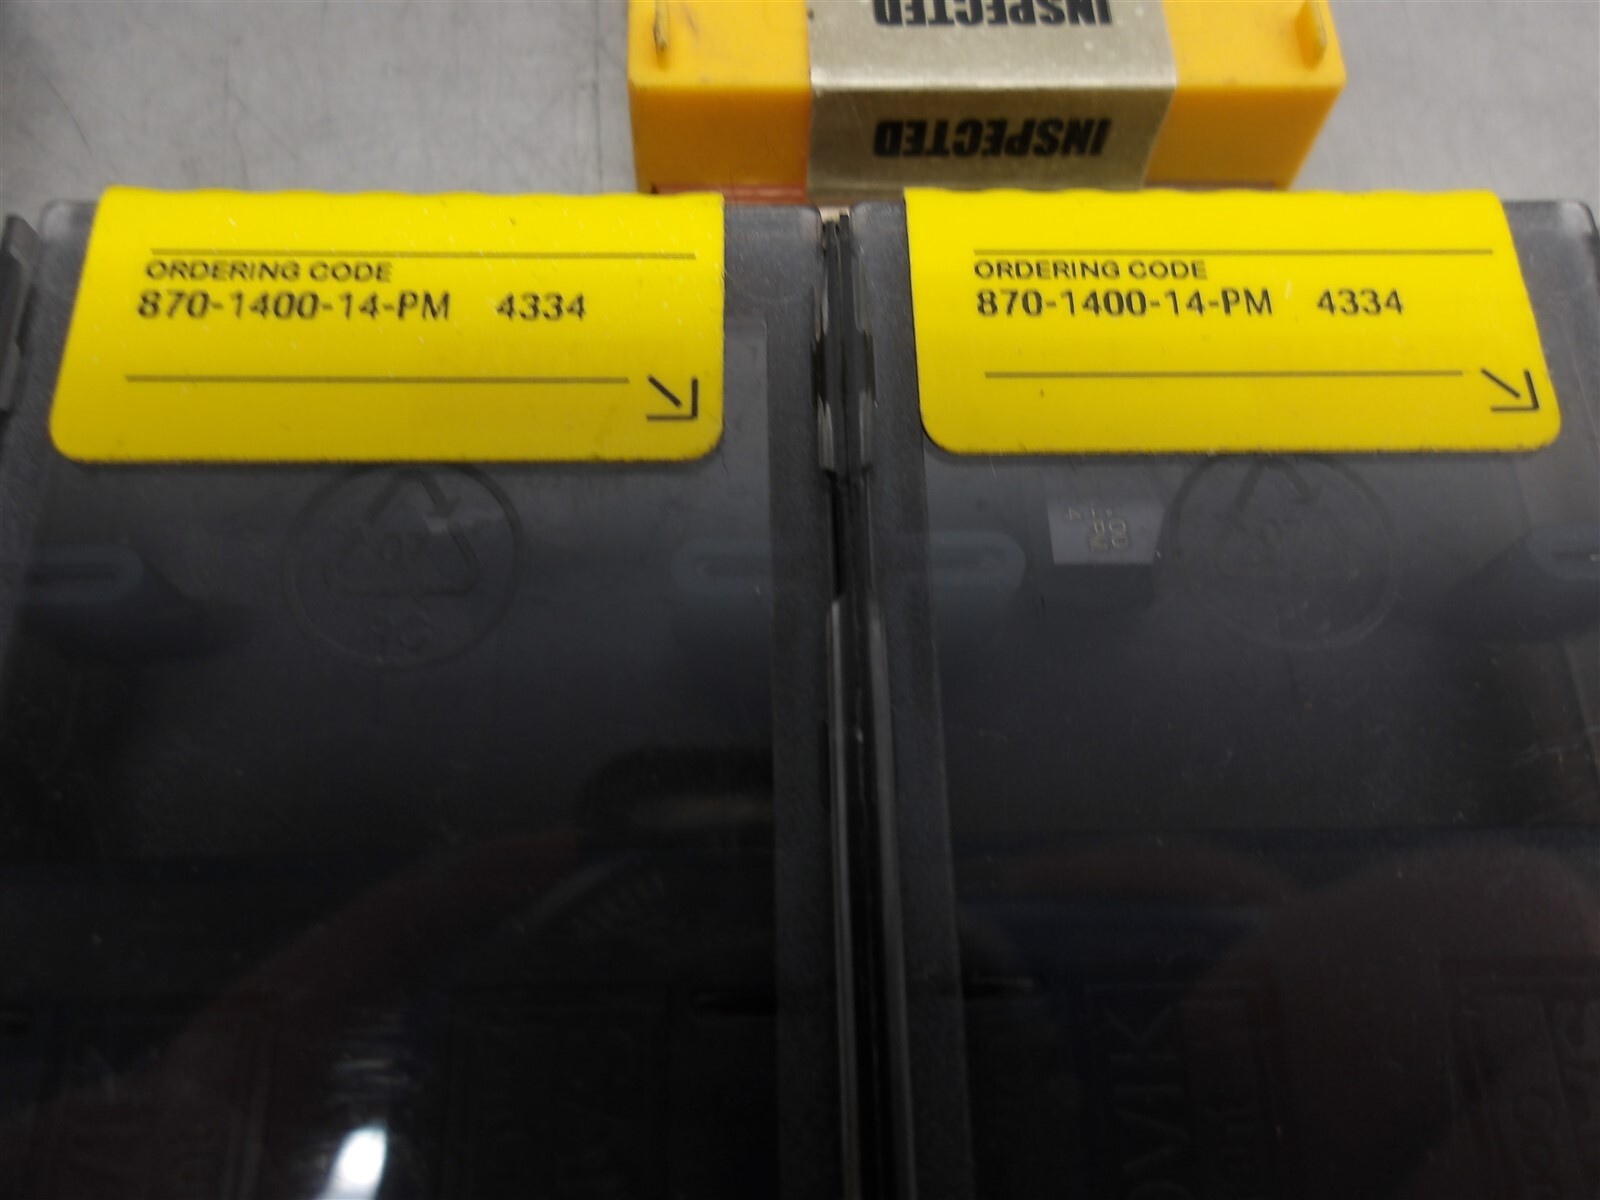 INSPECTED
INSPECTED
ORDERING CODE
870-1400-14-PM 4334
ORDERING CODE
870-1400-14-PM 4334